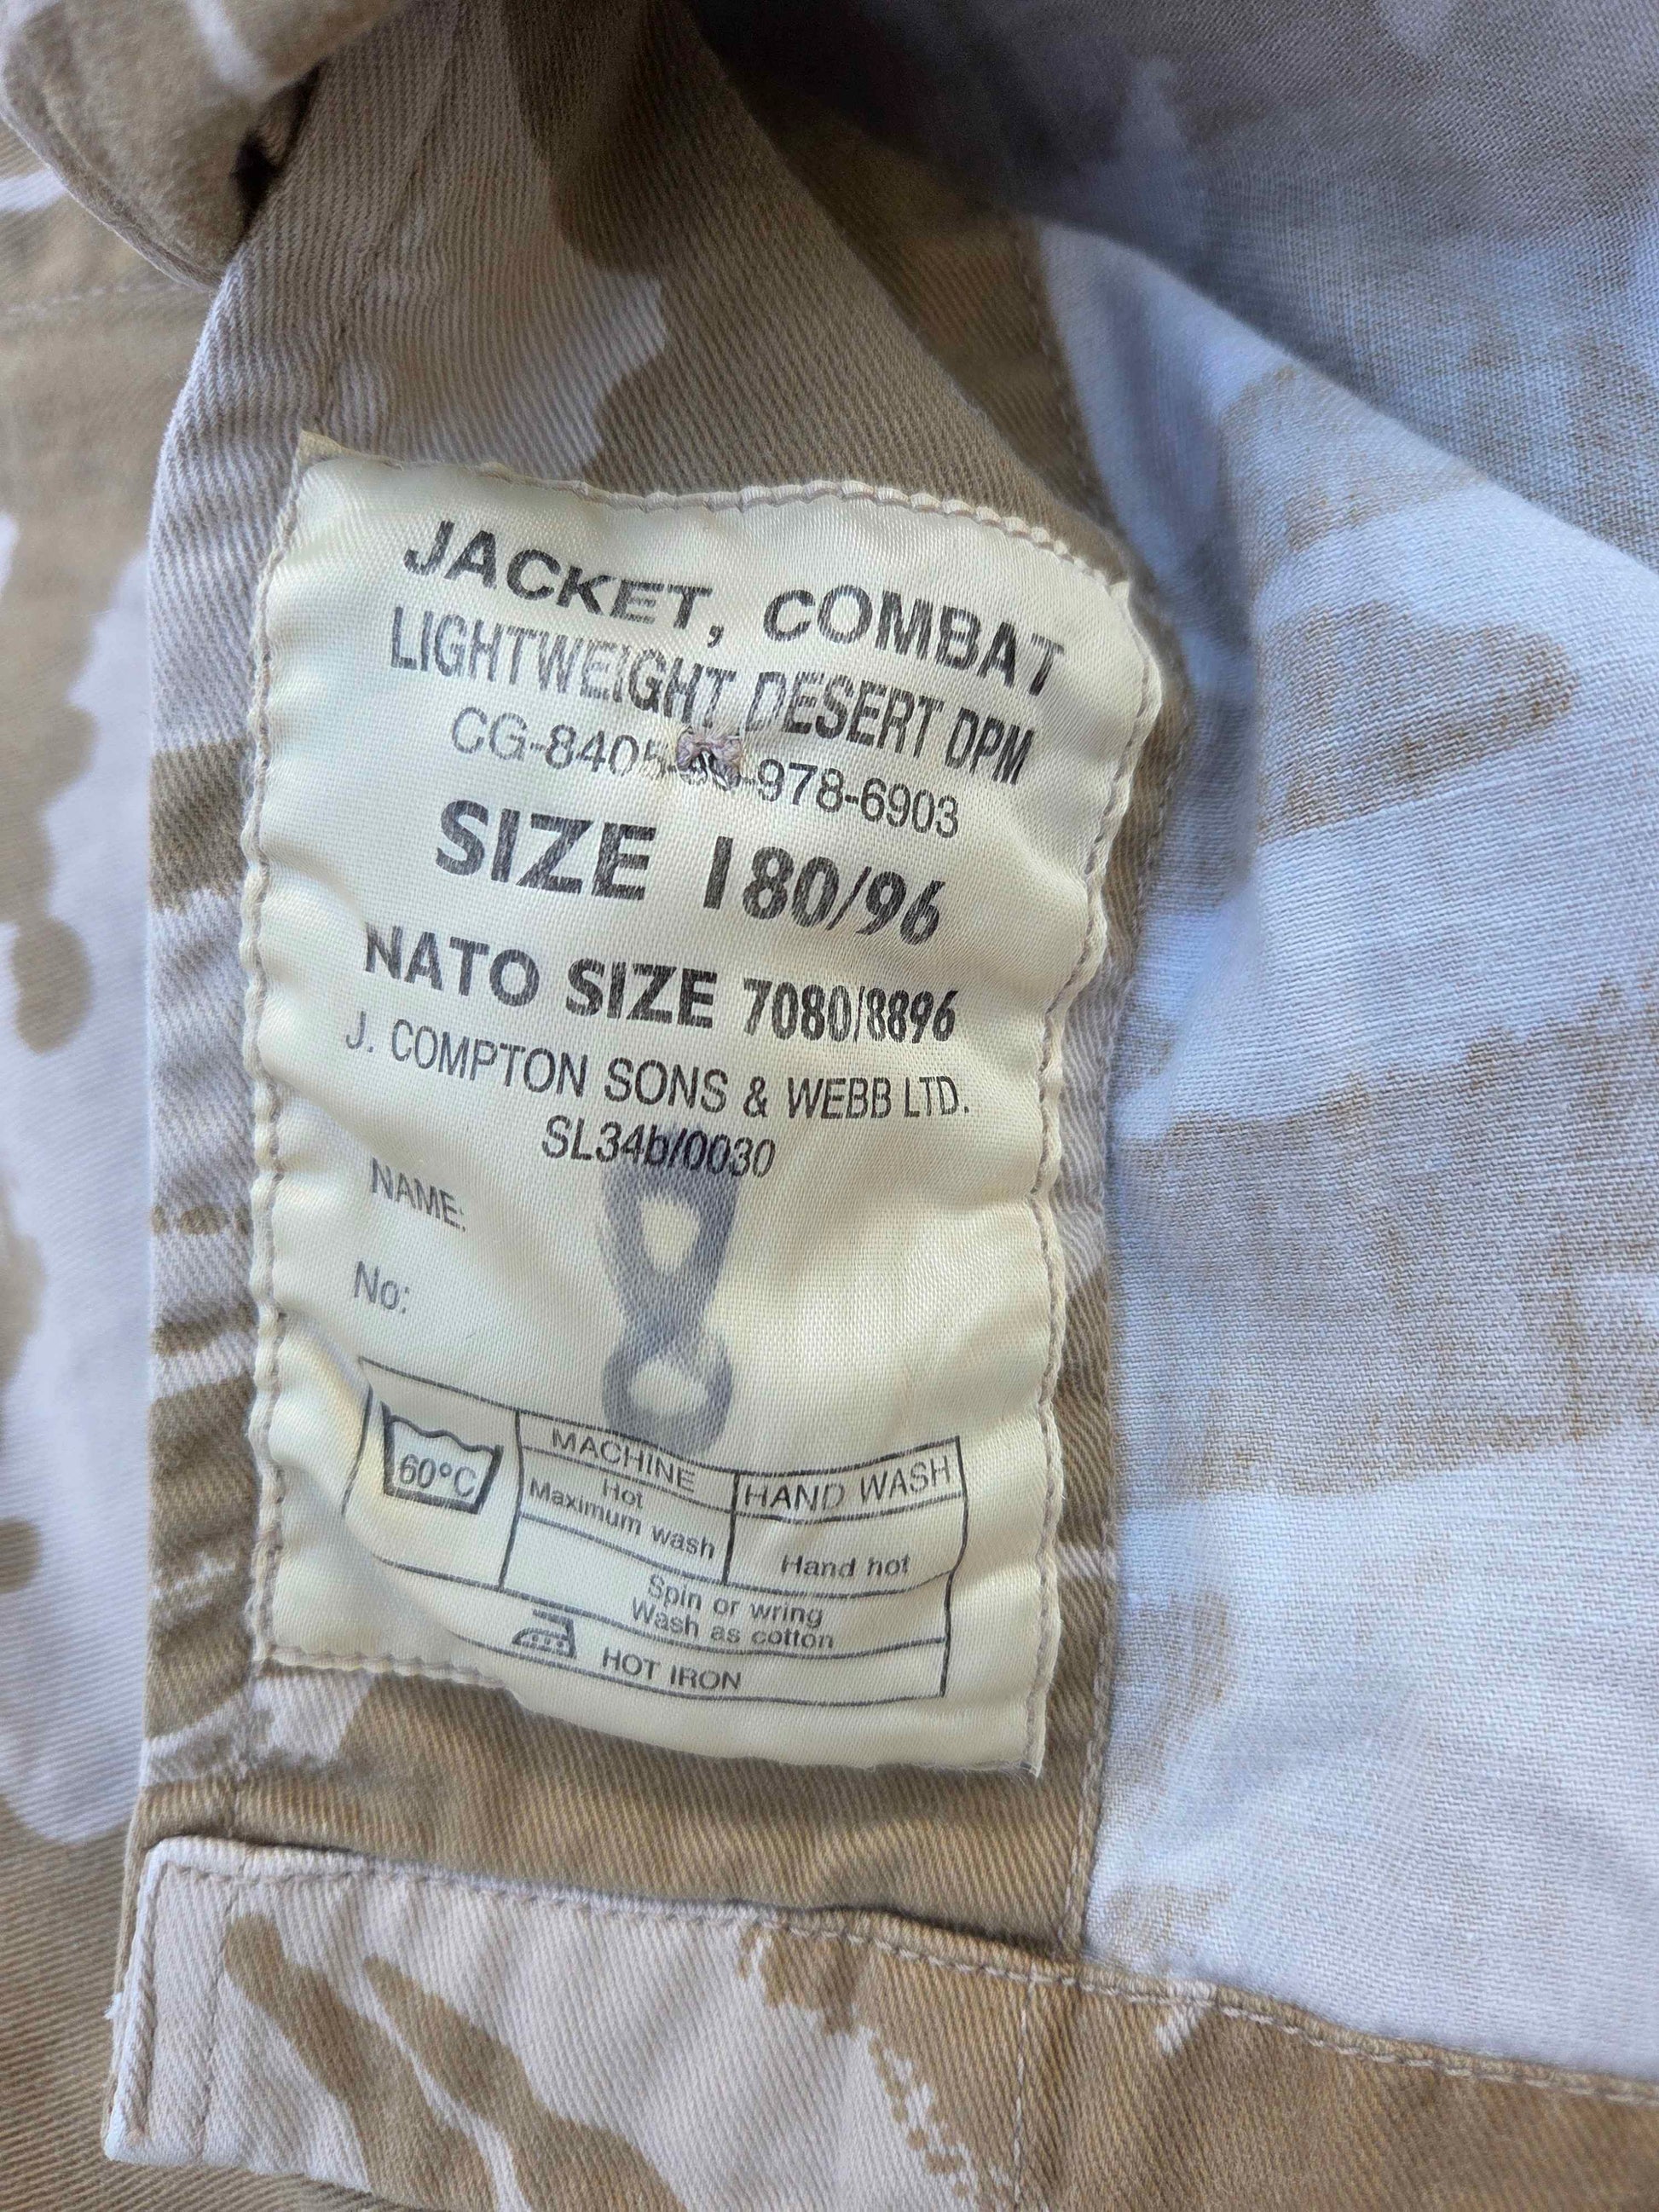 JACKET, COMBAT
LIGHTWEIGHT DESERT DPM
CG-8405- -978-6903
SIZE 180/96
NATO SIZE 7080/8896
J. COMPTON SONS & WEBB LTD.
SL34b/0030
NAME:
No:
60°C
MACHINE
Hot
Maximum wash
HAND WASH
Hand hot
Spin or wring
Wash as cotton
HOT IRON